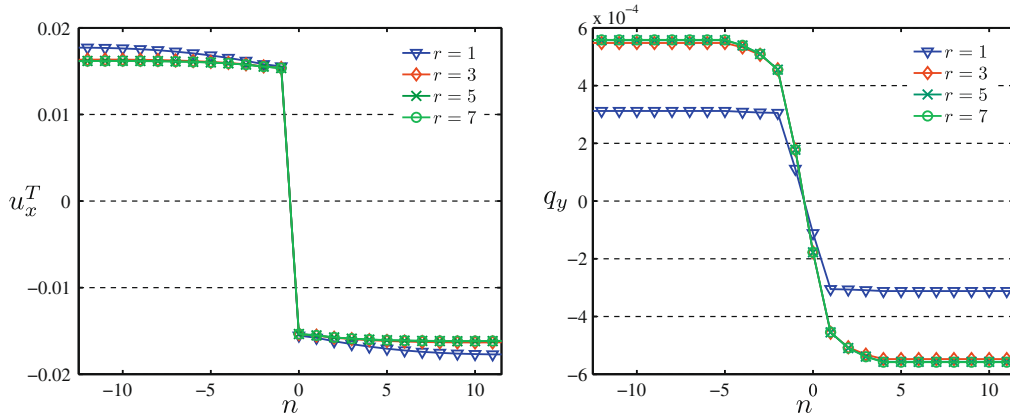 0.02
0.01
0
−0.01
−0.02
−10
−5
0
5
10
u_x^T
n
r = 1
r = 3
r = 5
r = 7
x 10^−4
6
4
2
0
−2
−4
−6
−10
−5
0
5
10
q_y
n
r = 1
r = 3
r = 5
r = 7